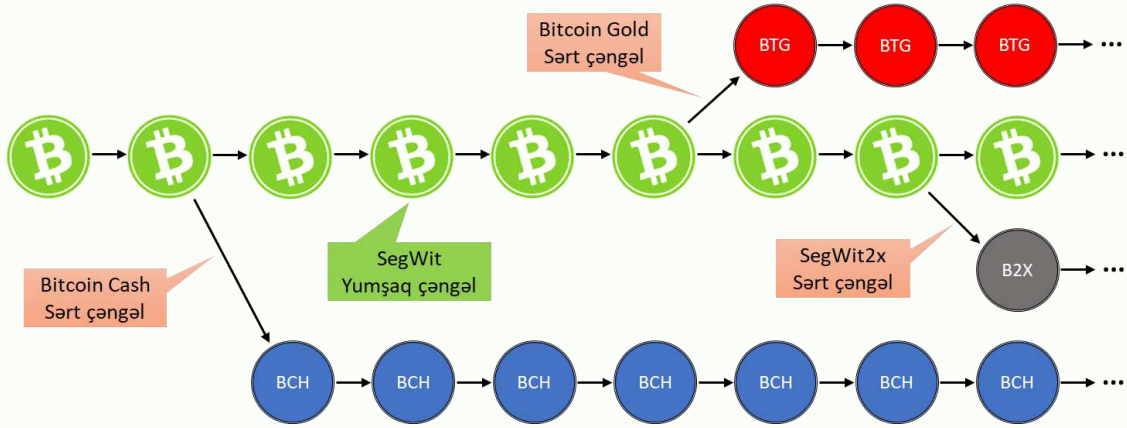 Bitcoin Gold
Sərt çəngəl
BTG BTG BTG ...
...
SegWit
Yumşaq çəngəl
SegWit2x
Sərt çəngəl
B2X ...
Bitcoin Cash
Sərt çəngəl
BCH BCH BCH BCH BCH BCH BCH ...